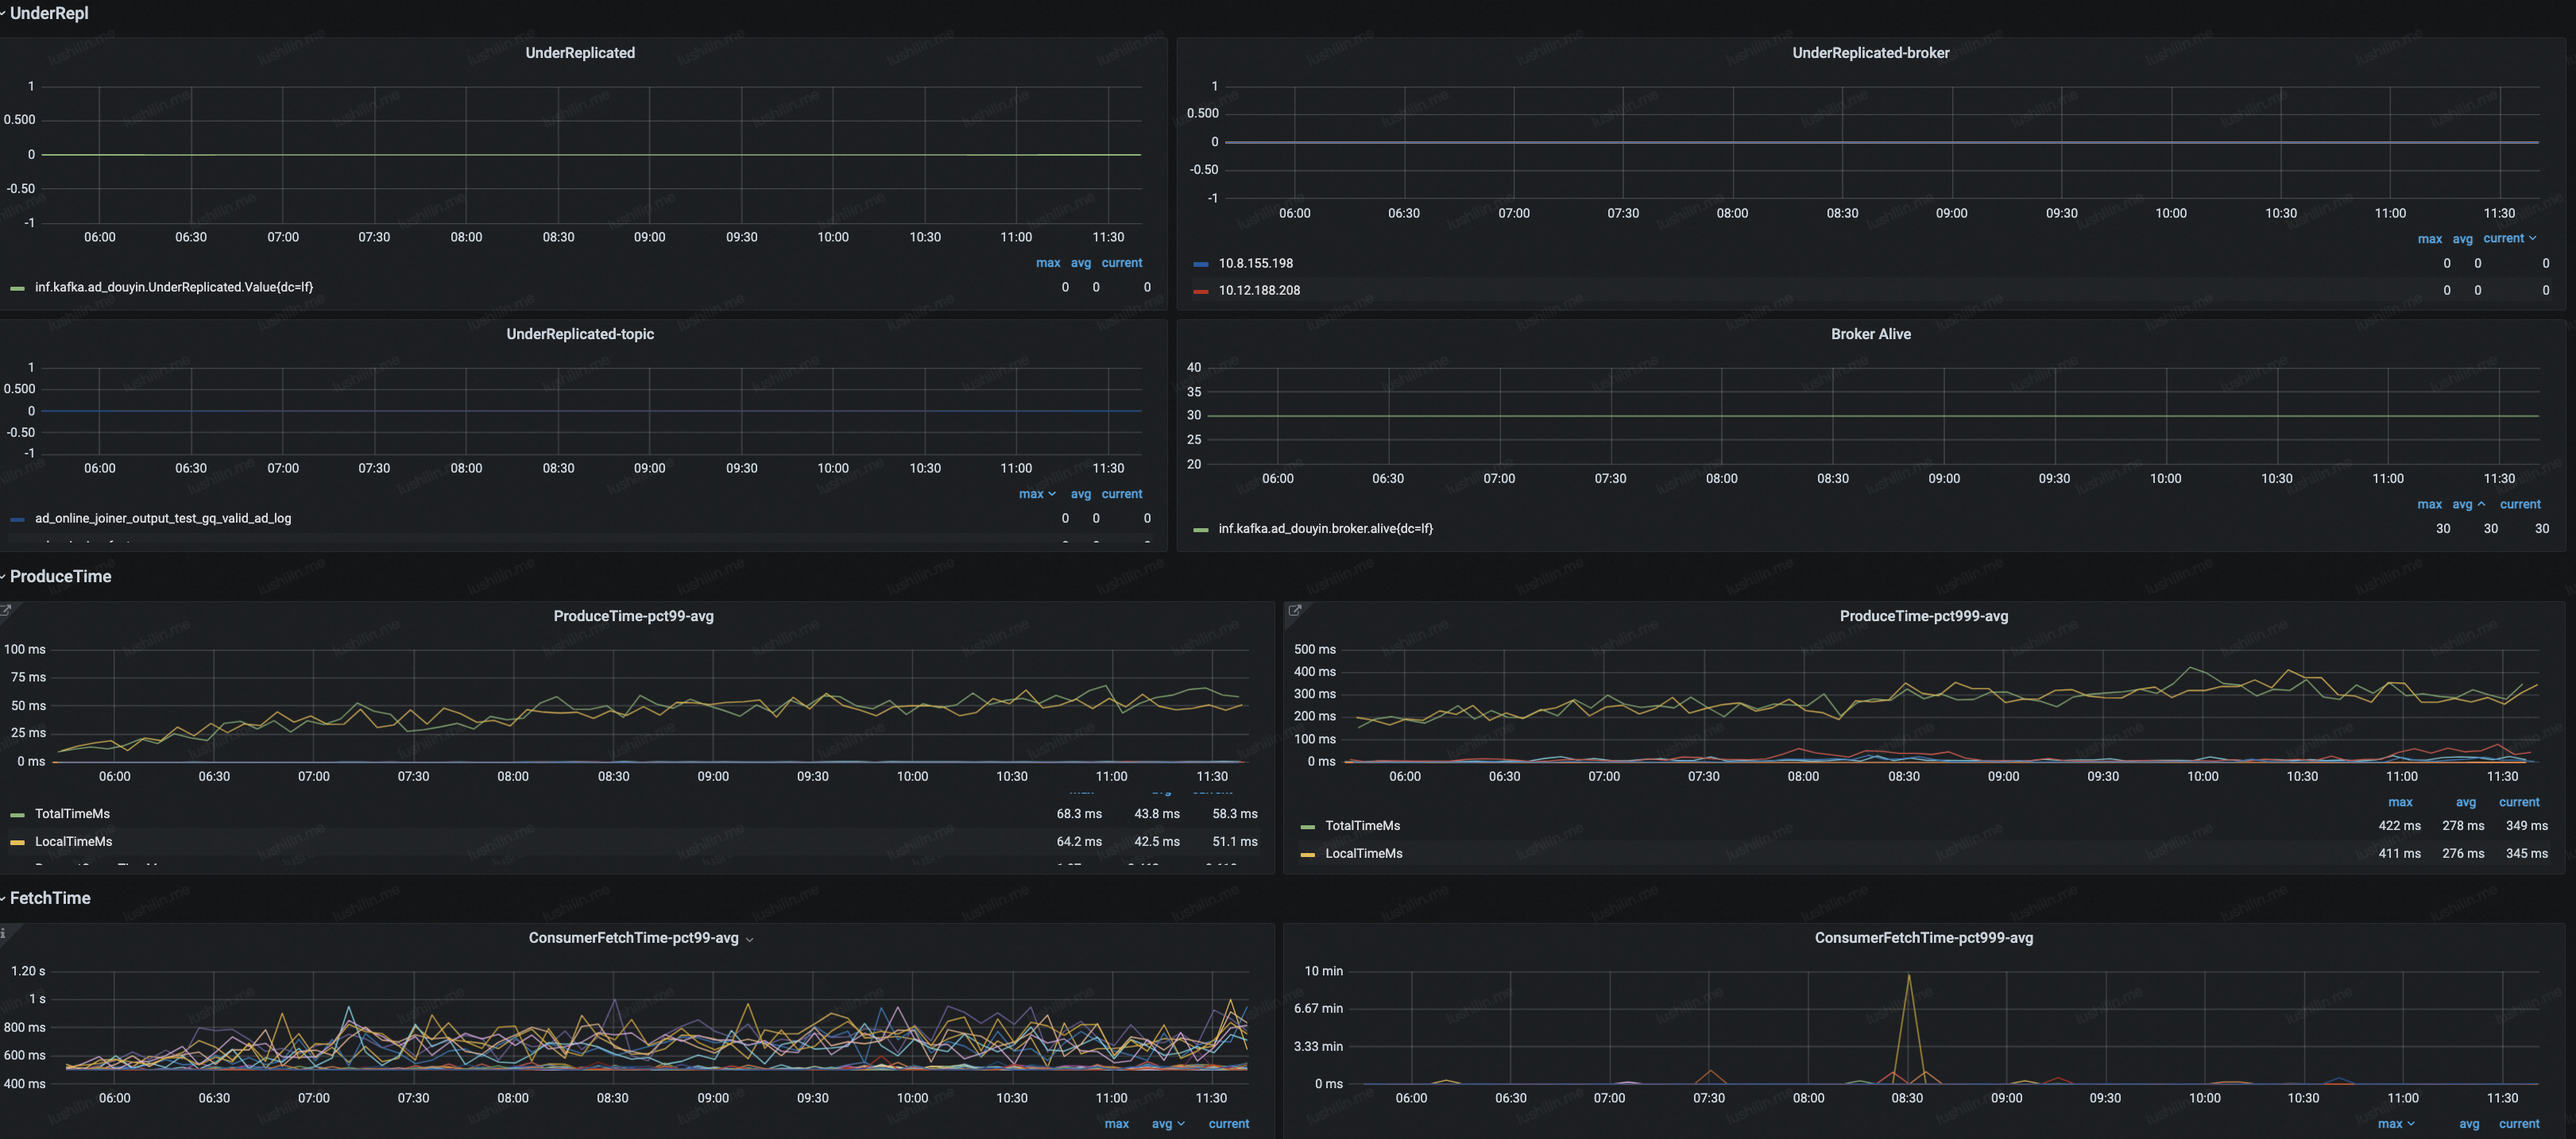 UnderRepl
UnderReplicated
1
0.500
0
-0.50
-1
06:00 06:30 07:00 07:30 08:00 08:30 09:00 09:30 10:00 10:30 11:00 11:30
max avg current
inf.kafka.ad_douyin.UnderReplicated.Value{dc=lf} 0 0 0
UnderReplicated-broker
1
0.500
0
-0.50
-1
06:00 06:30 07:00 07:30 08:00 08:30 09:00 09:30 10:00 10:30 11:00 11:30
max avg current
10.8.155.198 0 0 0
10.12.188.208 0 0 0
UnderReplicated-topic
1
0.500
0
-0.50
-1
06:00 06:30 07:00 07:30 08:00 08:30 09:00 09:30 10:00 10:30 11:00 11:30
max avg current
ad_online_joiner_output_test_gq_valid_ad_log 0 0 0
Broker Alive
40
35
30
25
20
06:00 06:30 07:00 07:30 08:00 08:30 09:00 09:30 10:00 10:30 11:00 11:30
max avg current
inf.kafka.ad_douyin.broker.alive{dc=lf} 30 30 30
ProduceTime
ProduceTime-pct99-avg
100 ms
75 ms
50 ms
25 ms
0 ms
06:00 06:30 07:00 07:30 08:00 08:30 09:00 09:30 10:00 10:30 11:00 11:30
TotalTimeMs 68.3 ms 43.8 ms 58.3 ms
LocalTimeMs 64.2 ms 42.5 ms 51.1 ms
ProduceTime-pct999-avg
500 ms
400 ms
300 ms
200 ms
100 ms
0 ms
06:00 06:30 07:00 07:30 08:00 08:30 09:00 09:30 10:00 10:30 11:00 11:30
max avg current
TotalTimeMs 422 ms 278 ms 349 ms
LocalTimeMs 411 ms 276 ms 345 ms
FetchTime
ConsumerFetchTime-pct99-avg
1.20 s
1 s
800 ms
600 ms
400 ms
06:00 06:30 07:00 07:30 08:00 08:30 09:00 09:30 10:00 10:30 11:00 11:30
max avg current
ConsumerFetchTime-pct999-avg
10 min
6.67 min
3.33 min
0 ms
06:00 06:30 07:00 07:30 08:00 08:30 09:00 09:30 10:00 10:30 11:00 11:30
max avg current
lushilin.me